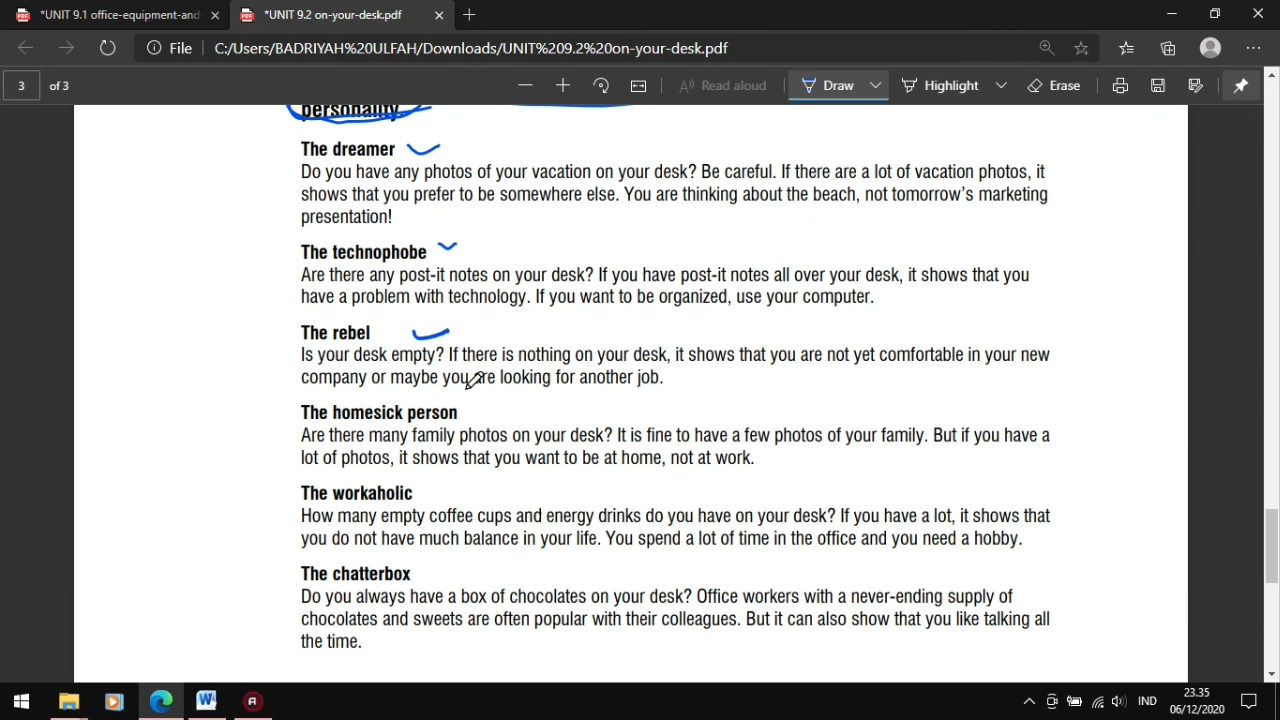 *UNIT 9.1 office-equipment-and
*UNIT 9.2 on-your-desk.pdf
File
C:/Users/BADRIYAH%20ULFAH/Downloads/UNIT%209.2%20on-your-desk.pdf
3 of 3
Read aloud
Draw
Highlight
Erase
personality.
The dreamer
Do you have any photos of your vacation on your desk? Be careful. If there are a lot of vacation photos, it
shows that you prefer to be somewhere else. You are thinking about the beach, not tomorrow's marketing
presentation!
The technophobe
Are there any post-it notes on your desk? If you have post-it notes all over your desk, it shows that you
have a problem with technology. If you want to be organized, use your computer.
The rebel
Is your desk empty? If there is nothing on your desk, it shows that you are not yet comfortable in your new
company or maybe you are looking for another job.
The homesick person
Are there many family photos on your desk? It is fine to have a few photos of your family. But if you have a
lot of photos, it shows that you want to be at home, not at work.
The workaholic
How many empty coffee cups and energy drinks do you have on your desk? If you have a lot, it shows that
you do not have much balance in your life. You spend a lot of time in the office and you need a hobby.
The chatterbox
Do you always have a box of chocolates on your desk? Office workers with a never-ending supply of
chocolates and sweets are often popular with their colleagues. But it can also show that you like talking all
the time.
IND
23.35
06/12/2020